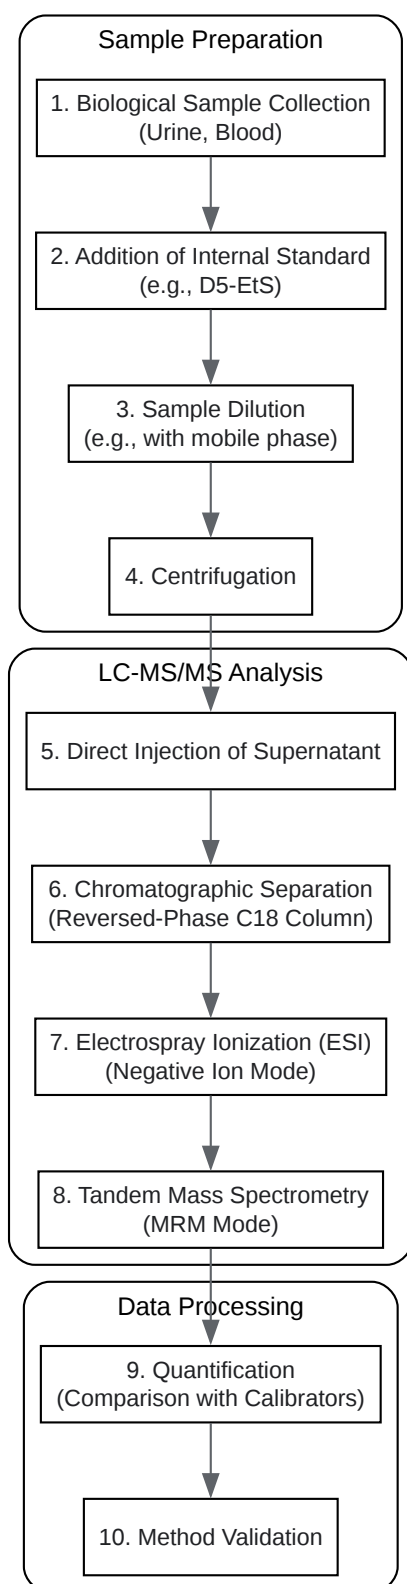 Sample Preparation
1. Biological Sample Collection
(Urine, Blood)
2. Addition of Internal Standard
(e.g., D5-EtS)
3. Sample Dilution
(e.g., with mobile phase)
4. Centrifugation
LC-MS/MS Analysis
5. Direct Injection of Supernatant
6. Chromatographic Separation
(Reversed-Phase C18 Column)
7. Electrospray Ionization (ESI)
(Negative Ion Mode)
8. Tandem Mass Spectrometry
(MRM Mode)
Data Processing
9. Quantification
(Comparison with Calibrators)
10. Method Validation